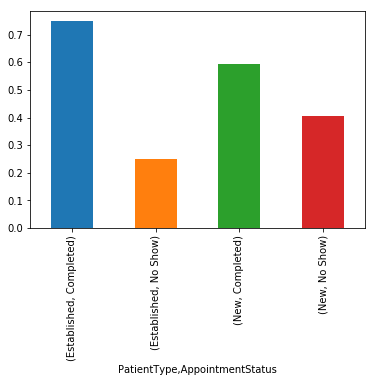 0.7
0.6
0.5
0.4
0.3
0.2
0.1
0.0
(Established, Completed)
(Established, No Show)
(New, Completed)
(New, No Show)
PatientType,AppointmentStatus